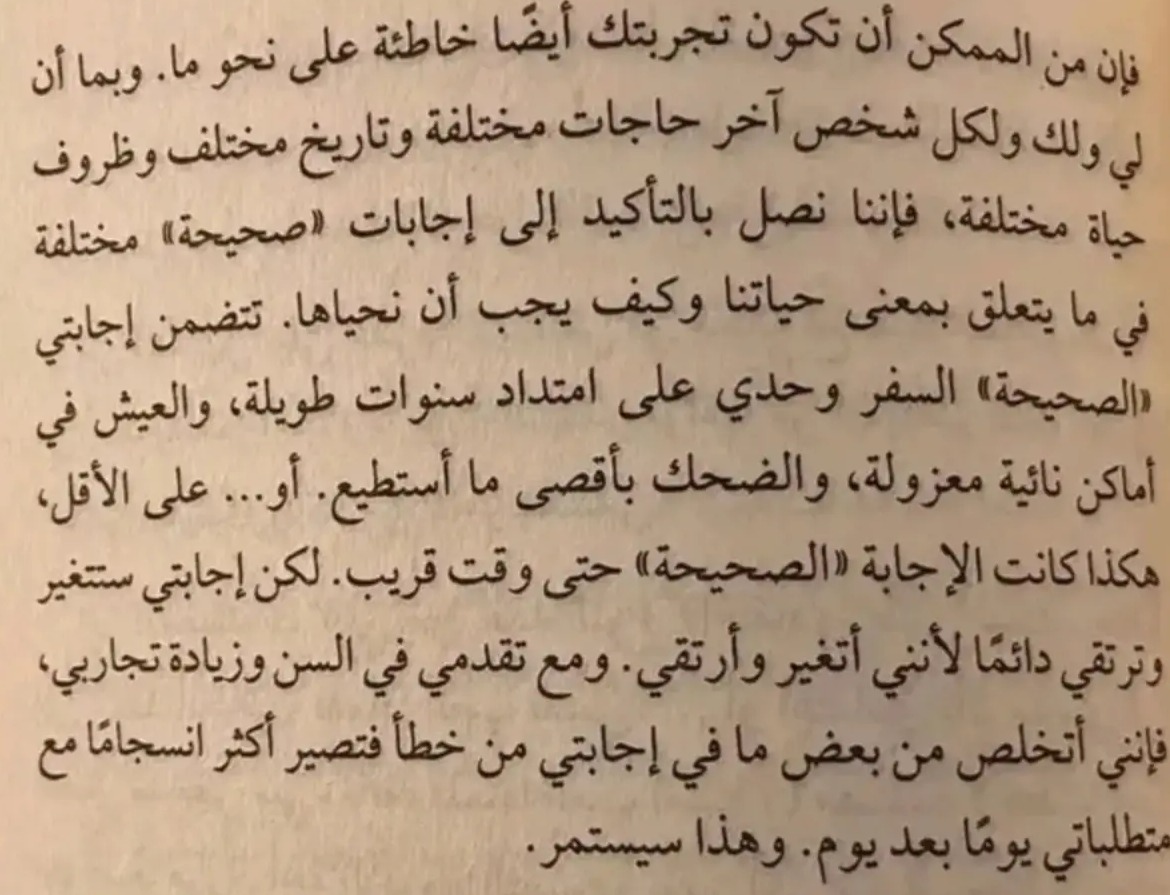 فإن من الممكن أن تكون تجربتك أيضًا خاطئة على نحو ما. وبما أن
لي ولك ولكل شخص آخر حاجات مختلفة وتاريخ مختلف وظروف
حياة مختلفة، فإننا نصل بالتأكيد إلى إجابات «صحيحة» مختلفة
في ما يتعلق بمعنى حياتنا وكيف يجب أن نحياها. تتضمن إجابتي
«الصحيحة» السفر وحدي على امتداد سنوات طويلة، والعيش في
أماكن نائية معزولة، والضحك بأقصى ما أستطيع. أو... على الأقل،
هكذا كانت الإجابة «الصحيحة» حتى وقت قريب. لكن إجابتي ستتغير
وترتقي دائمًا لأنني أتغير وأرتقي. ومع تقدمي في السن وزيادة تجاربي،
فإنني أتخلص من بعض ما في إجابتي من خطأ فتصير أكثر انسجامًا مع
متطلباتي يومًا بعد يوم. وهذا سيستمر.